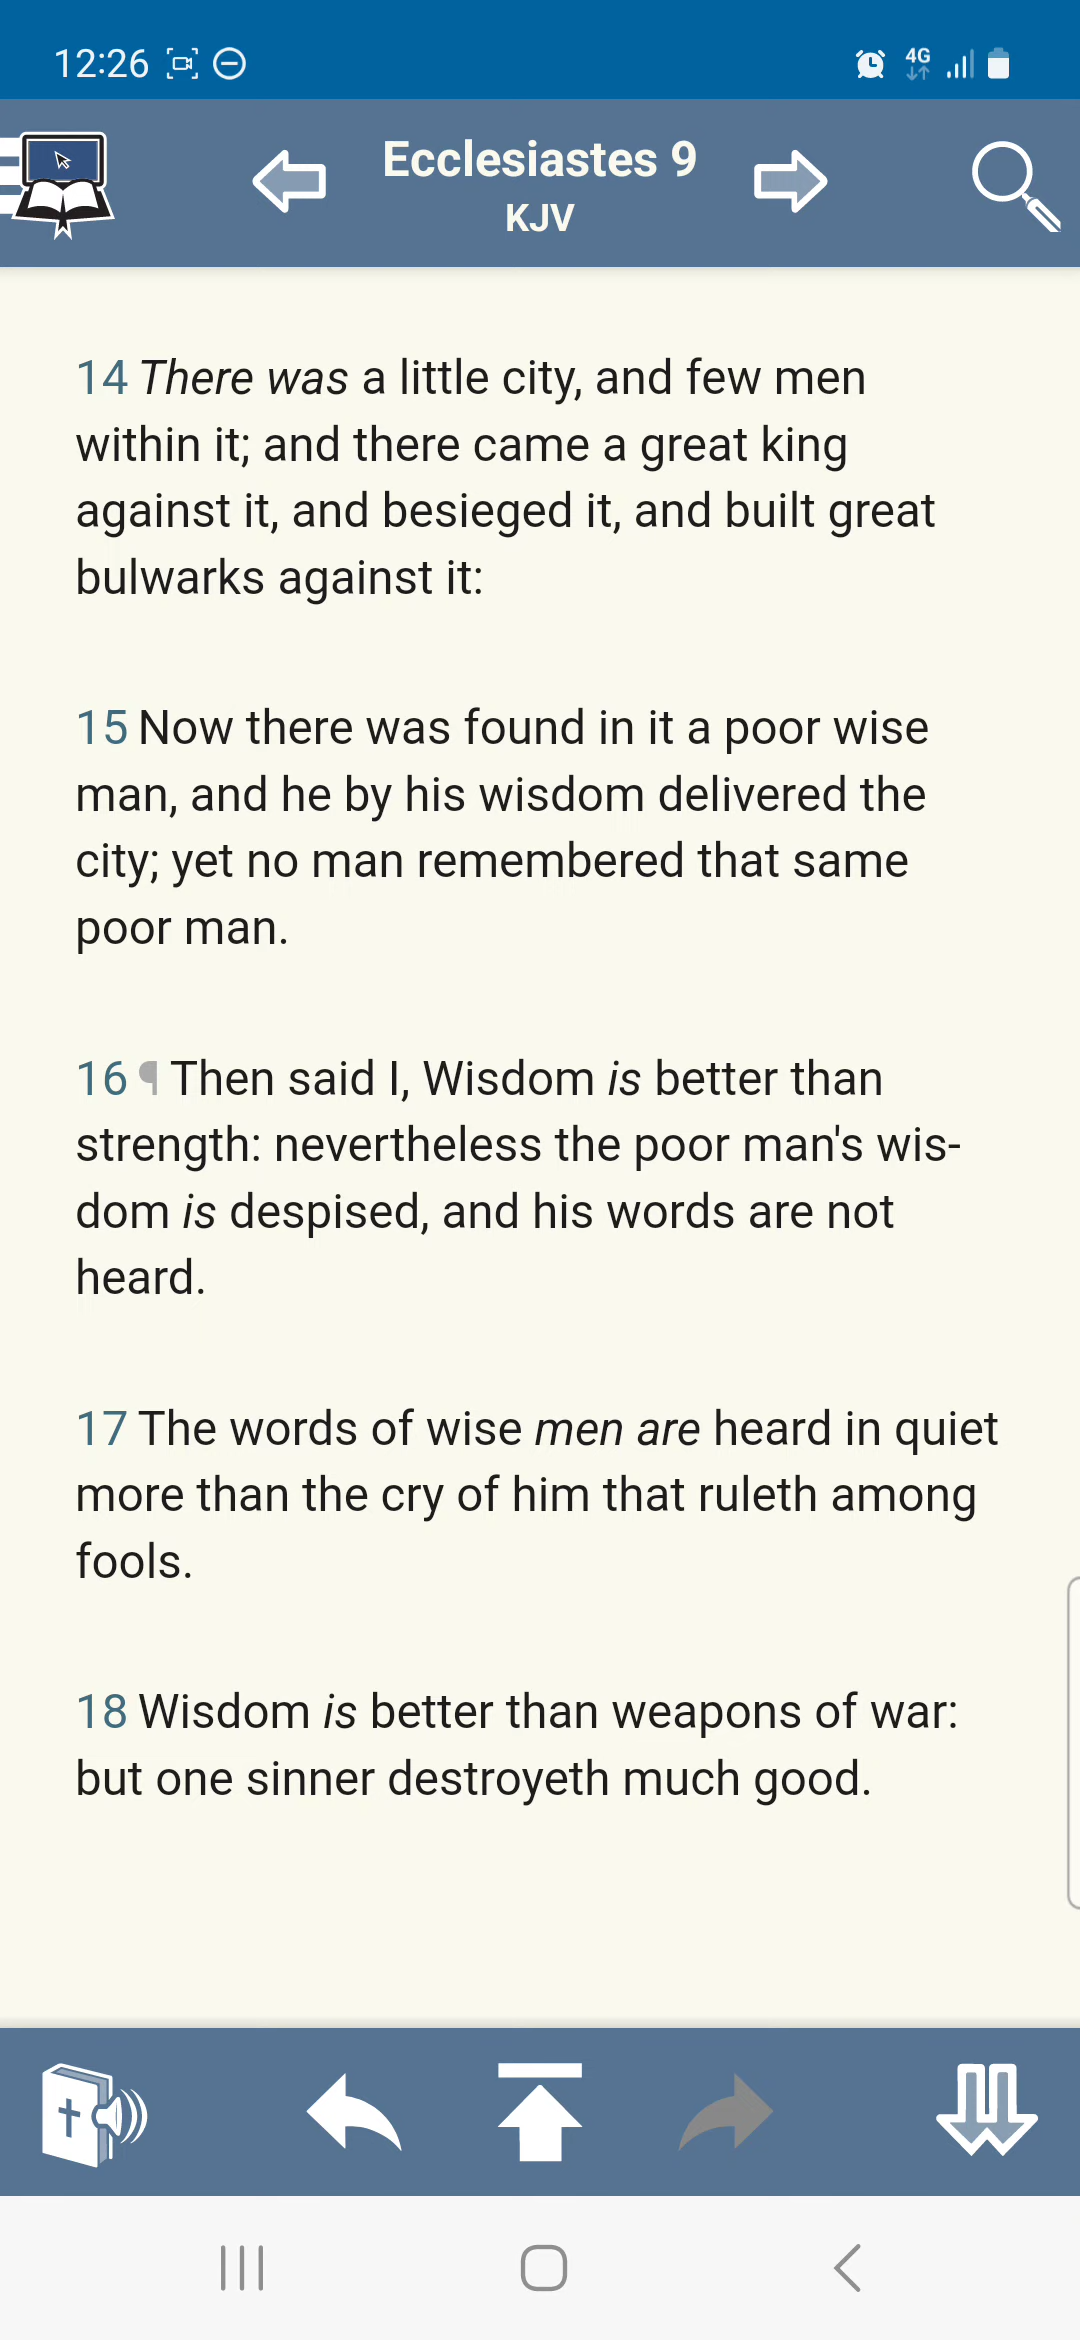 12:26
4G
Ecclesiastes 9
KJV
14 There was a little city, and few men
within it; and there came a great king
against it, and besieged it, and built great
bulwarks against it:
15 Now there was found in it a poor wise
man, and he by his wisdom delivered the
city; yet no man remembered that same
poor man.
16 ¶ Then said I, Wisdom is better than
strength: nevertheless the poor man's wis-
dom is despised, and his words are not
heard.
17 The words of wise men are heard in quiet
more than the cry of him that ruleth among
fools.
18 Wisdom is better than weapons of war:
but one sinner destroyeth much good.